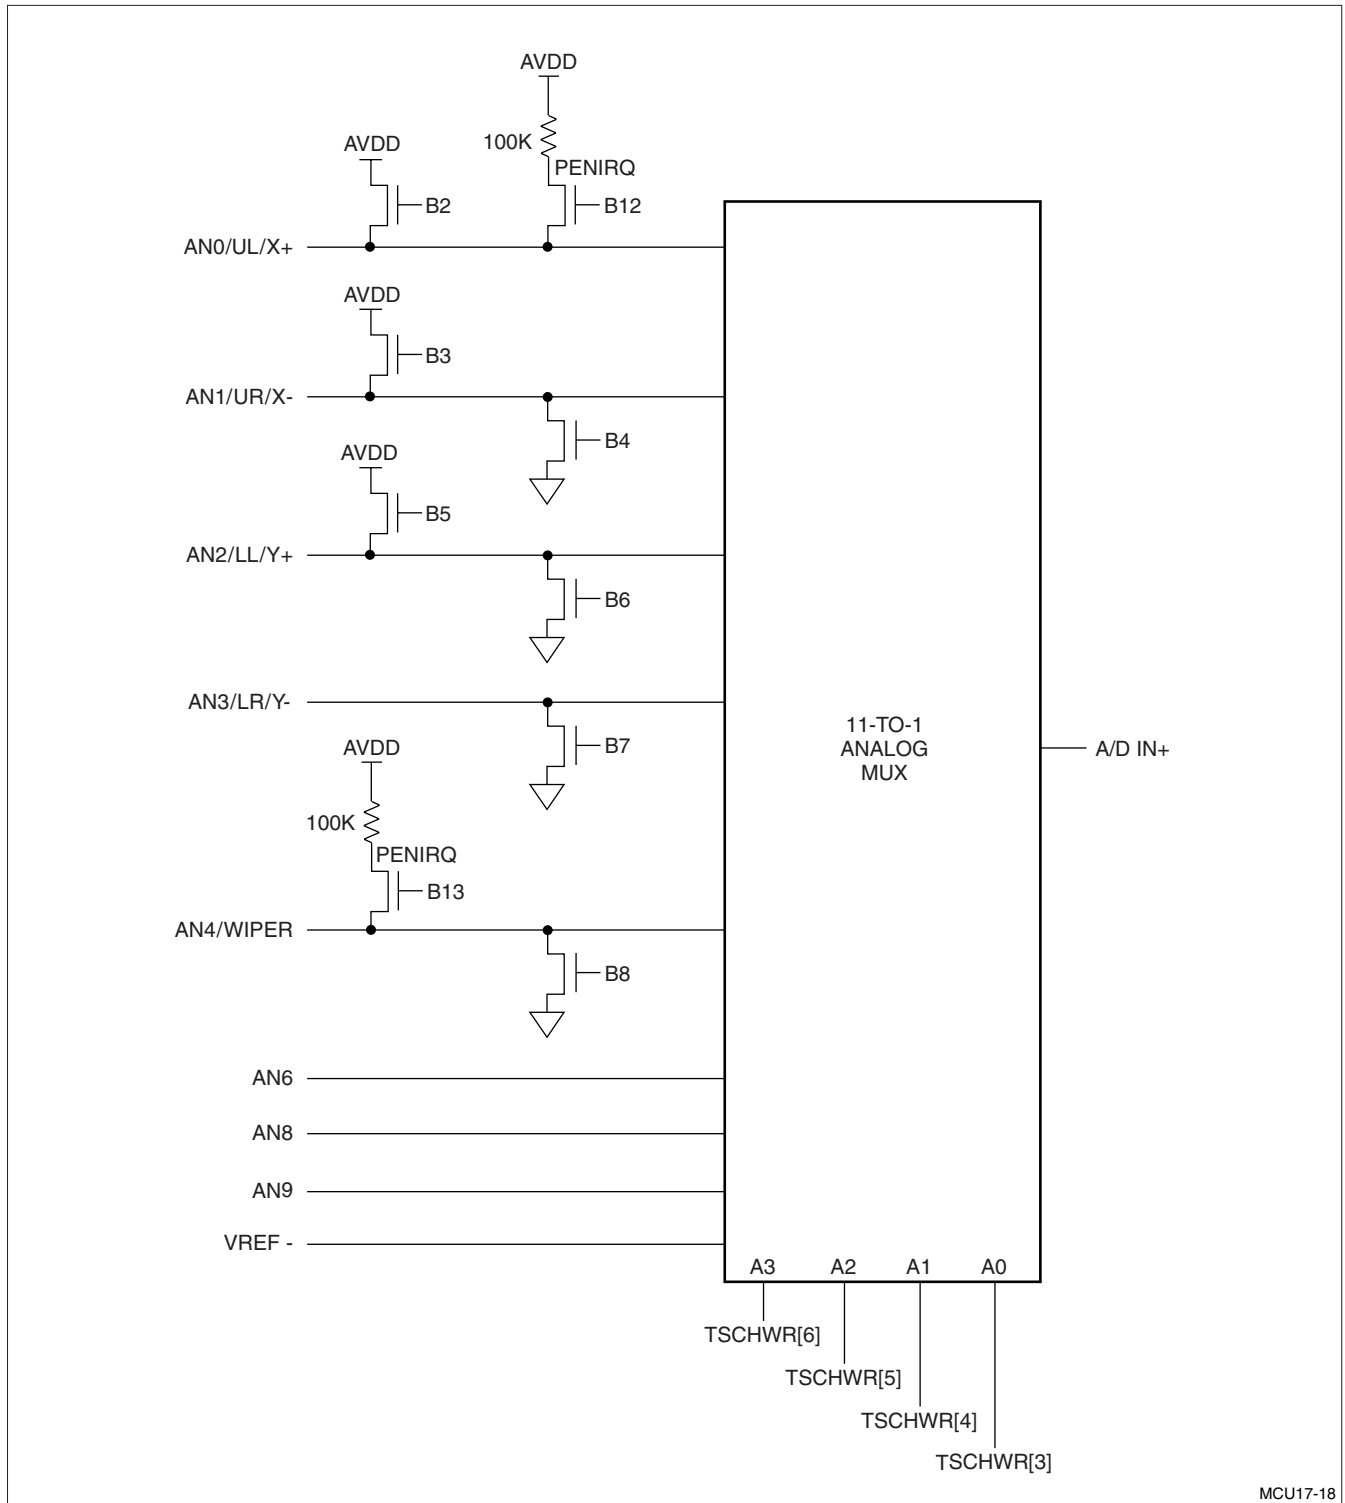 AVDD
100K
PENIRQ
B12
AVDD
B2
AN0/UL/X+
AVDD
B3
AN1/UR/X-
B4
AVDD
B5
AN2/LL/Y+
B6
AN3/LR/Y-
B7
AVDD
100K
PENIRQ
B13
AN4/WIPER
B8
AN6
AN8
AN9
VREF -
11-TO-1
ANALOG
MUX
A/D IN+
A3 A2 A1 A0
TSCHWR[6]
TSCHWR[5]
TSCHWR[4]
TSCHWR[3]
MCU17-18